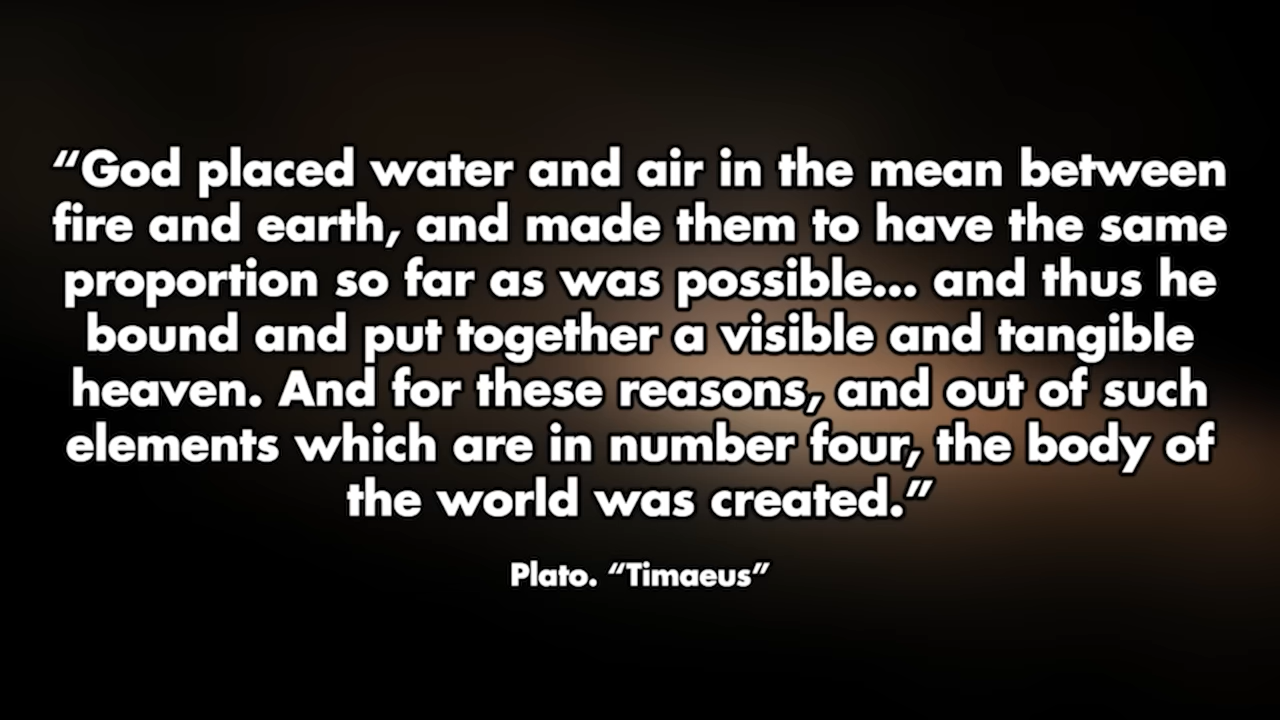 “God placed water and air in the mean between
fire and earth, and made them to have the same
proportion so far as was possible... and thus he
bound and put together a visible and tangible
heaven. And for these reasons, and out of such
elements which are in number four, the body of
the world was created.”
Plato. “Timaeus”